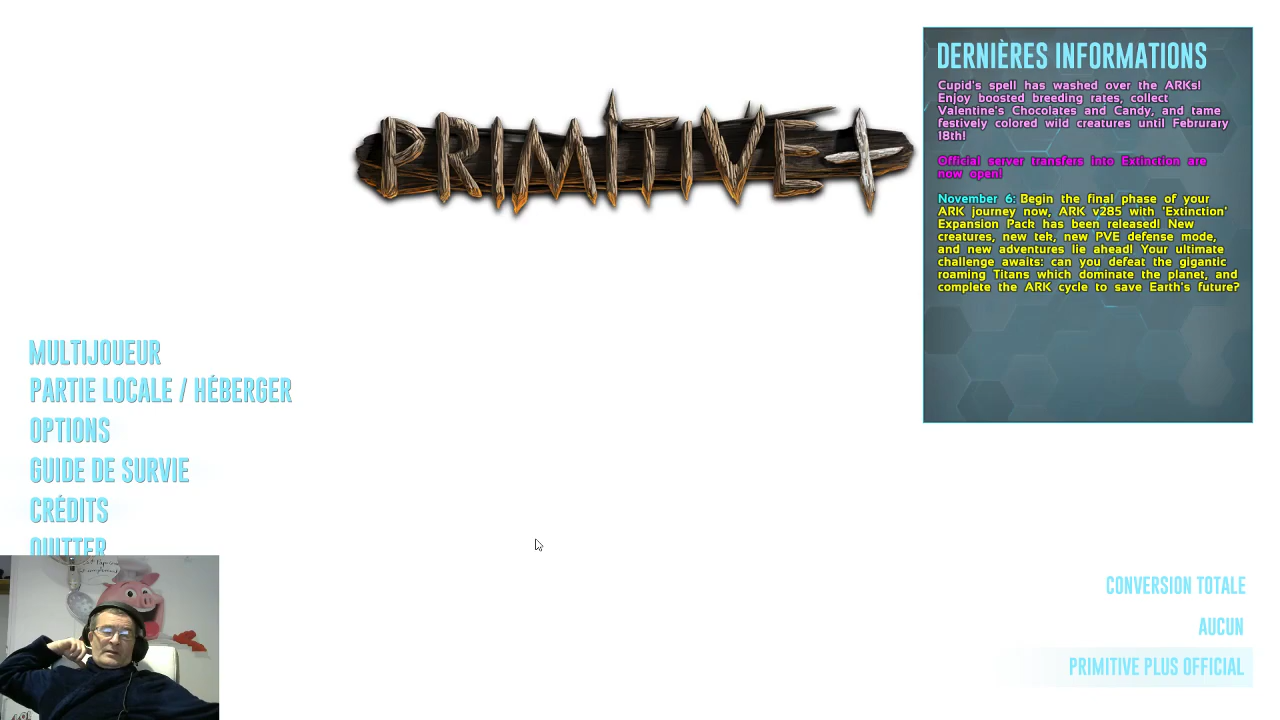 PRIMITIVE+
DERNIÈRES INFORMATIONS
Cupid's spell has washed over the ARKs!
Enjoy boosted breeding rates, collect
Valentine's Chocolates and Candy, and tame
festively colored wild creatures until Februrary
18th!
Official server transfers into Extinction are
now open!
November 6: Begin the final phase of your
ARK journey now, ARK v285 with 'Extinction'
Expansion Pack has been released! New
creatures, new tek, new PVE defense mode,
and new adventures lie ahead! Your ultimate
challenge awaits: can you defeat the gigantic
roaming Titans which dominate the planet, and
complete the ARK cycle to save Earth's future?
MULTIJOUEUR
PARTIE LOCALE / HÉBERGER
OPTIONS
GUIDE DE SURVIE
CRÉDITS
QUITTER
CONVERSION TOTALE
AUCUN
PRIMITIVE PLUS OFFICIAL